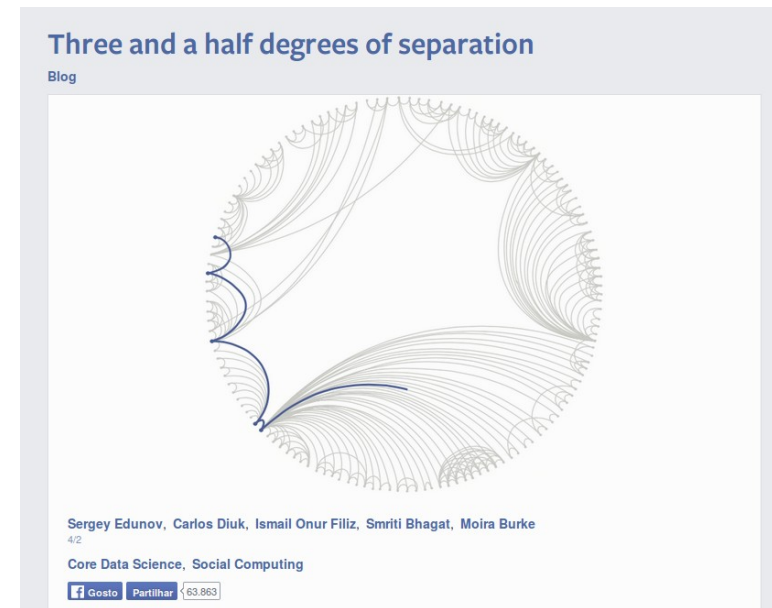 Three and a half degrees of separation
Blog
Sergey Edunov, Carlos Diuk, Ismail Onur Filiz, Smriti Bhagat, Moira Burke
4/2
Core Data Science, Social Computing
f Gosto Partilhar 63.863